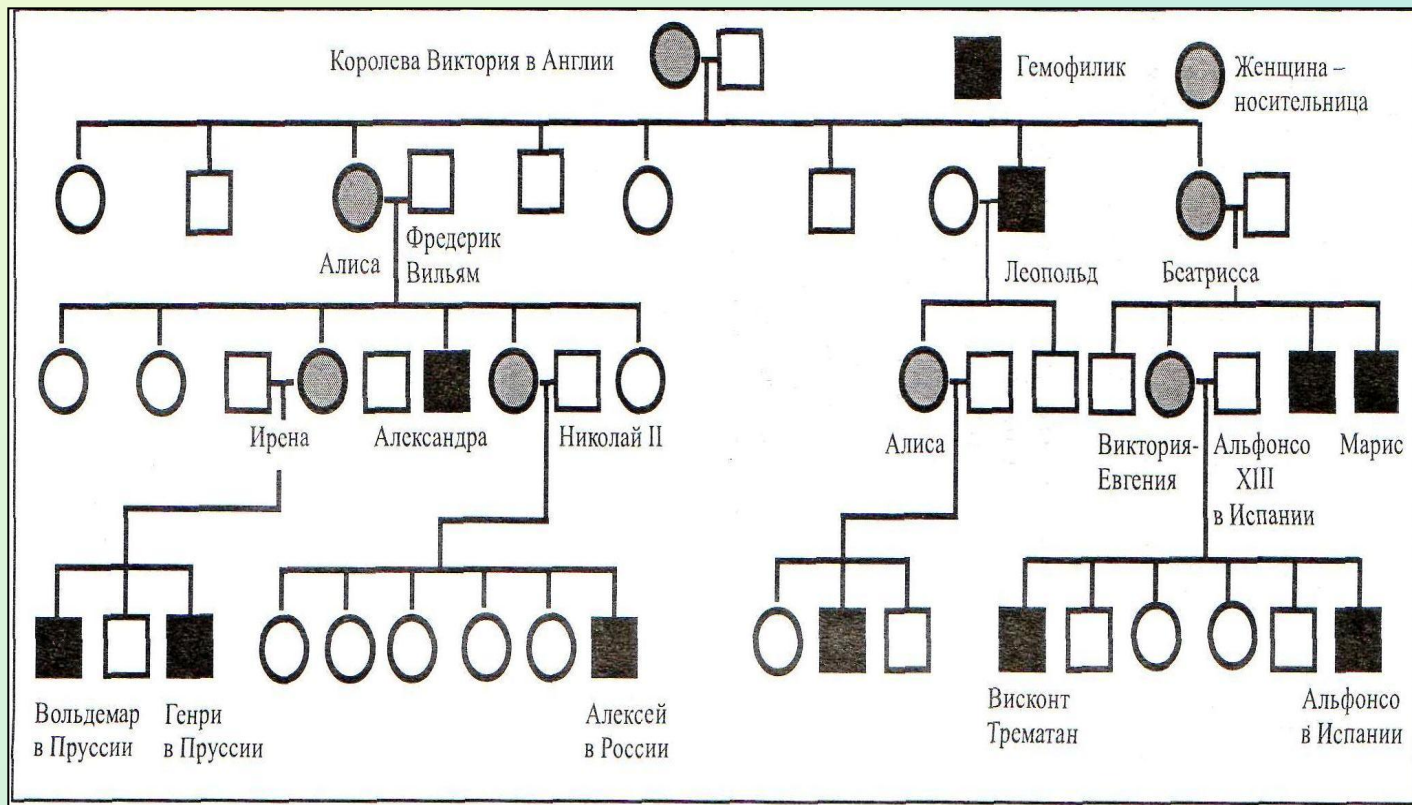 Королева Виктория в Англии
Гемофилик
Женщина –
носительница
Алиса
Фредерик
Вильям
Леопольд
Беатрисса
Ирена
Александра
Николай II
Алиса
Виктория-
Евгения
Альфонсо
XIII
в Испании
Марис
Вольдемар
в Пруссии
Генри
в Пруссии
Алексей
в России
Висконт
Трематан
Альфонсо
в Испании